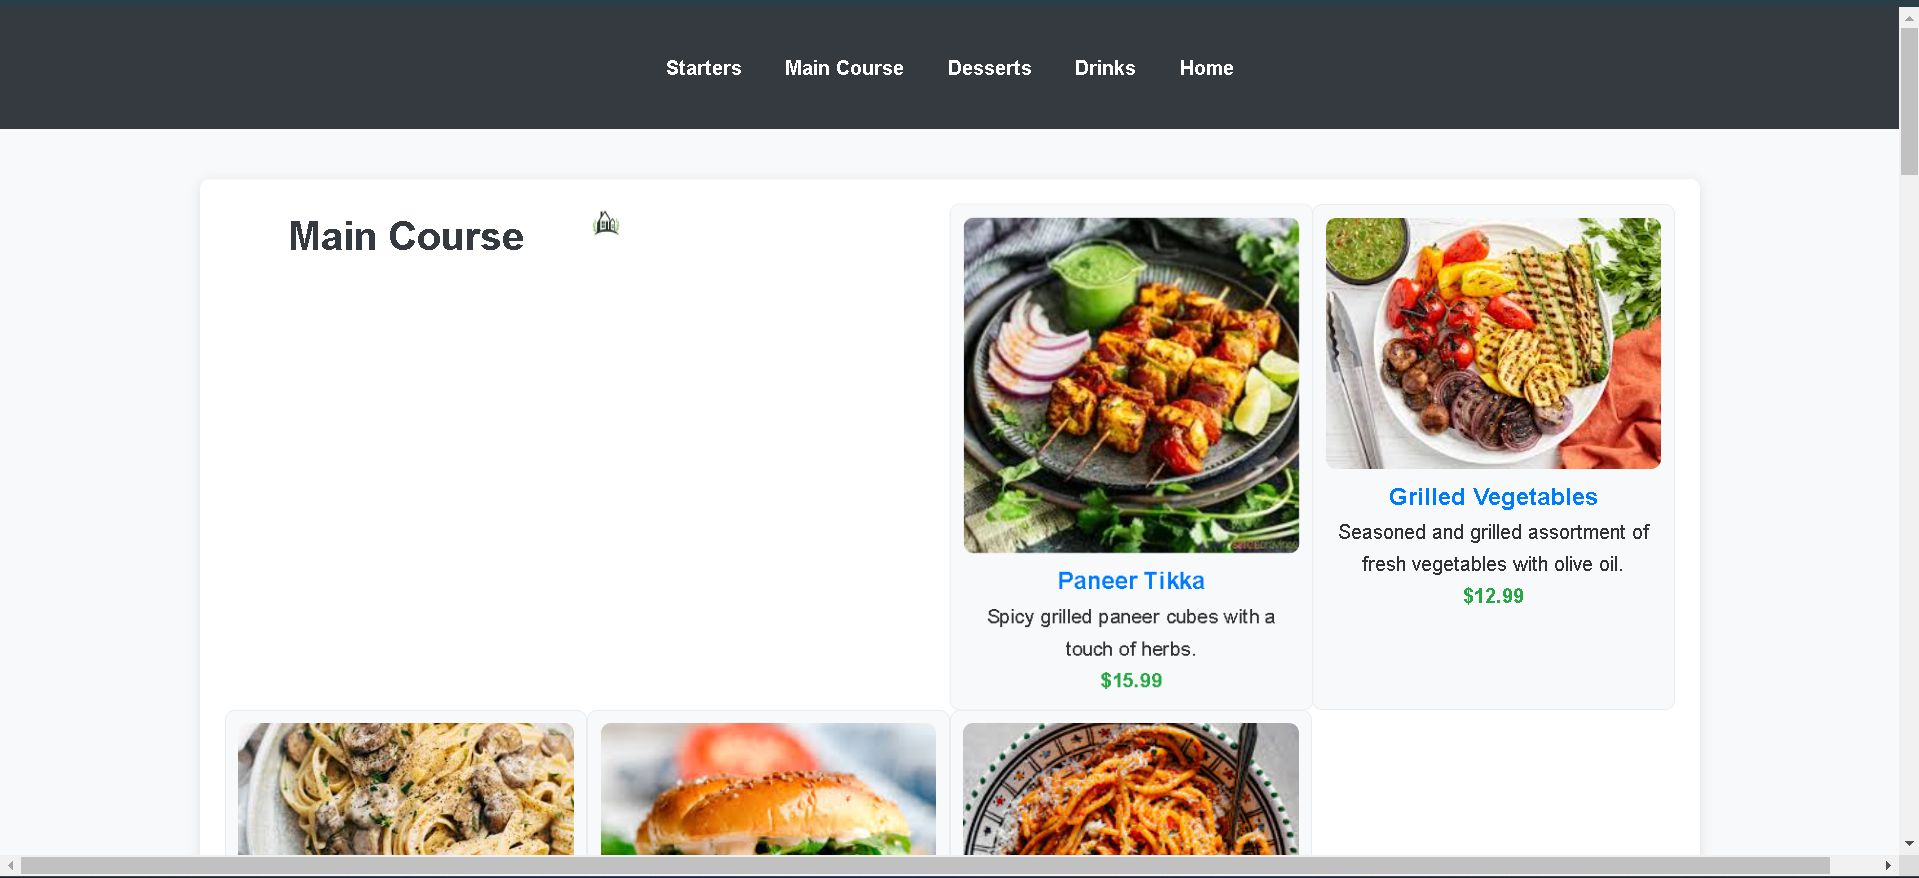 Starters Main Course Desserts Drinks Home
Main Course
Paneer Tikka
Spicy grilled paneer cubes with a
touch of herbs.
$15.99
Grilled Vegetables
Seasoned and grilled assortment of
fresh vegetables with olive oil.
$12.99